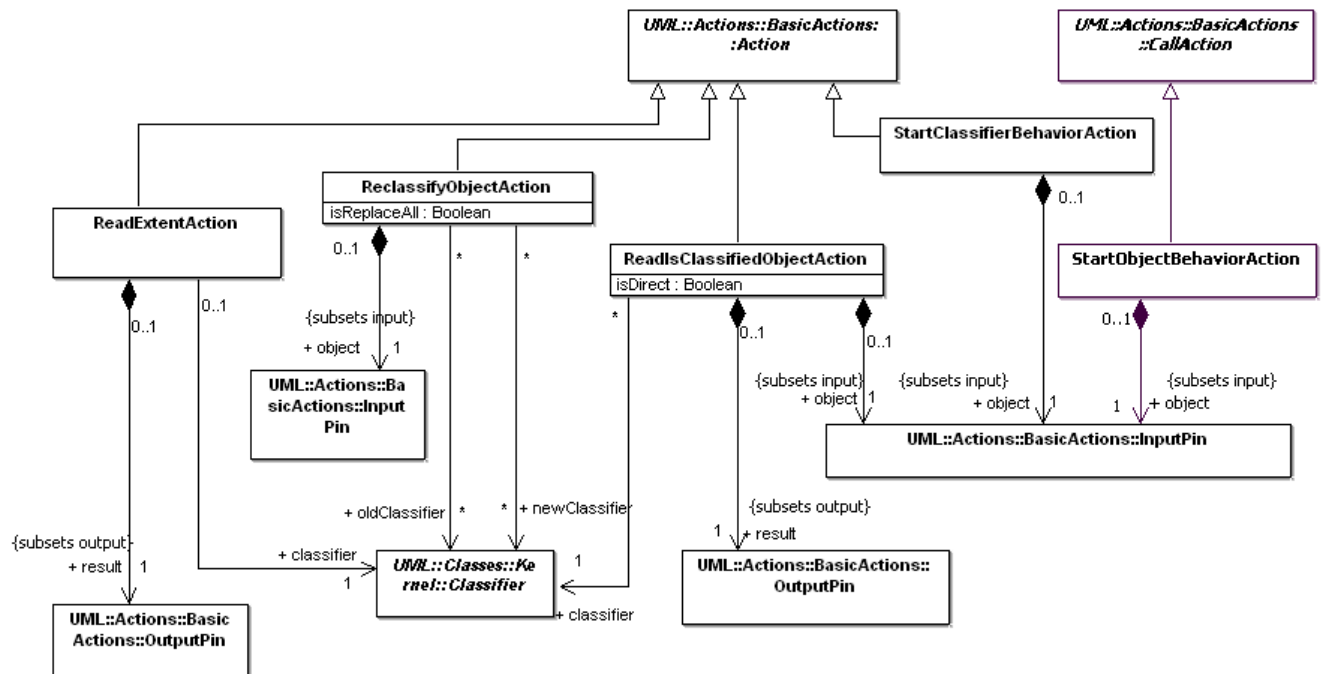 UML::Actions::BasicActions:
:Action
UML::Actions::BasicActions
::CallAction
StartClassifierBehaviorAction
0..1
ReclassifyObjectAction
isReplaceAll : Boolean
0..1
*
*
ReadExtentAction
0..1
0..1
ReadIsClassifiedObjectAction
isDirect : Boolean
*
0..1
0..1
StartObjectBehaviorAction
0..1
{subsets input}
+ object
1
UML::Actions::Ba
sicActions::Input
Pin
{subsets input}
+ object
1
{subsets input}
+ object
1
{subsets input}
1
+ object
UML::Actions::BasicActions::InputPin
+ oldClassifier
*
*
+ newClassifier
{subsets output}
1
+ result
{subsets output}
+ result
1
+ classifier
1
UML::Classes::Ke
rnel::Classifier
1
+ classifier
UML::Actions::BasicActions::
OutputPin
UML::Actions::Basic
Actions::OutputPin